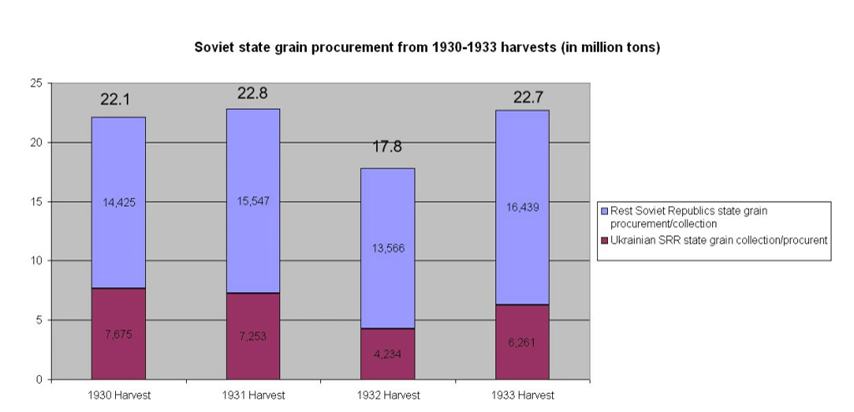 Soviet state grain procurement from 1930-1933 harvests (in million tons)
25
20
15
10
5
0
22.1
22.8
17.8
22.7
14,425
15,547
13,566
16,439
7,675
7,253
4,234
6,261
1930 Harvest
1931 Harvest
1932 Harvest
1933 Harvest
Rest Soviet Republics state grain
procurement/collection
Ukrainian SRR state grain collection/procurent